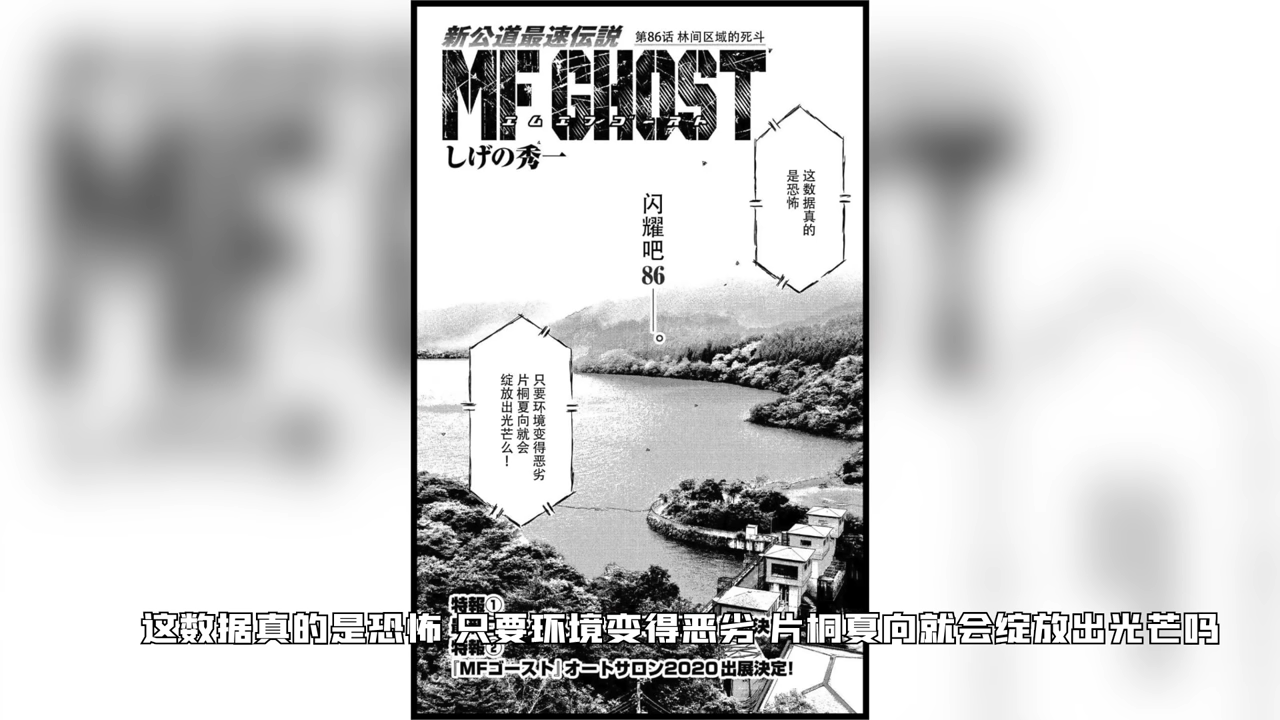 新公道最速伝説
第86话 林间区域的死斗
MF GHOST
エムエフゴースト
しげの秀一
这数据真的
是恐怖
闪耀吧86——。
只要环境变得恶劣
片桐夏向就会
绽放出光芒么！
特報①
这数据真的是恐怖 只要环境变得恶劣 片桐夏向就会绽放出光芒吗
特報②
『MFゴースト』オートサロン2020出展決定!